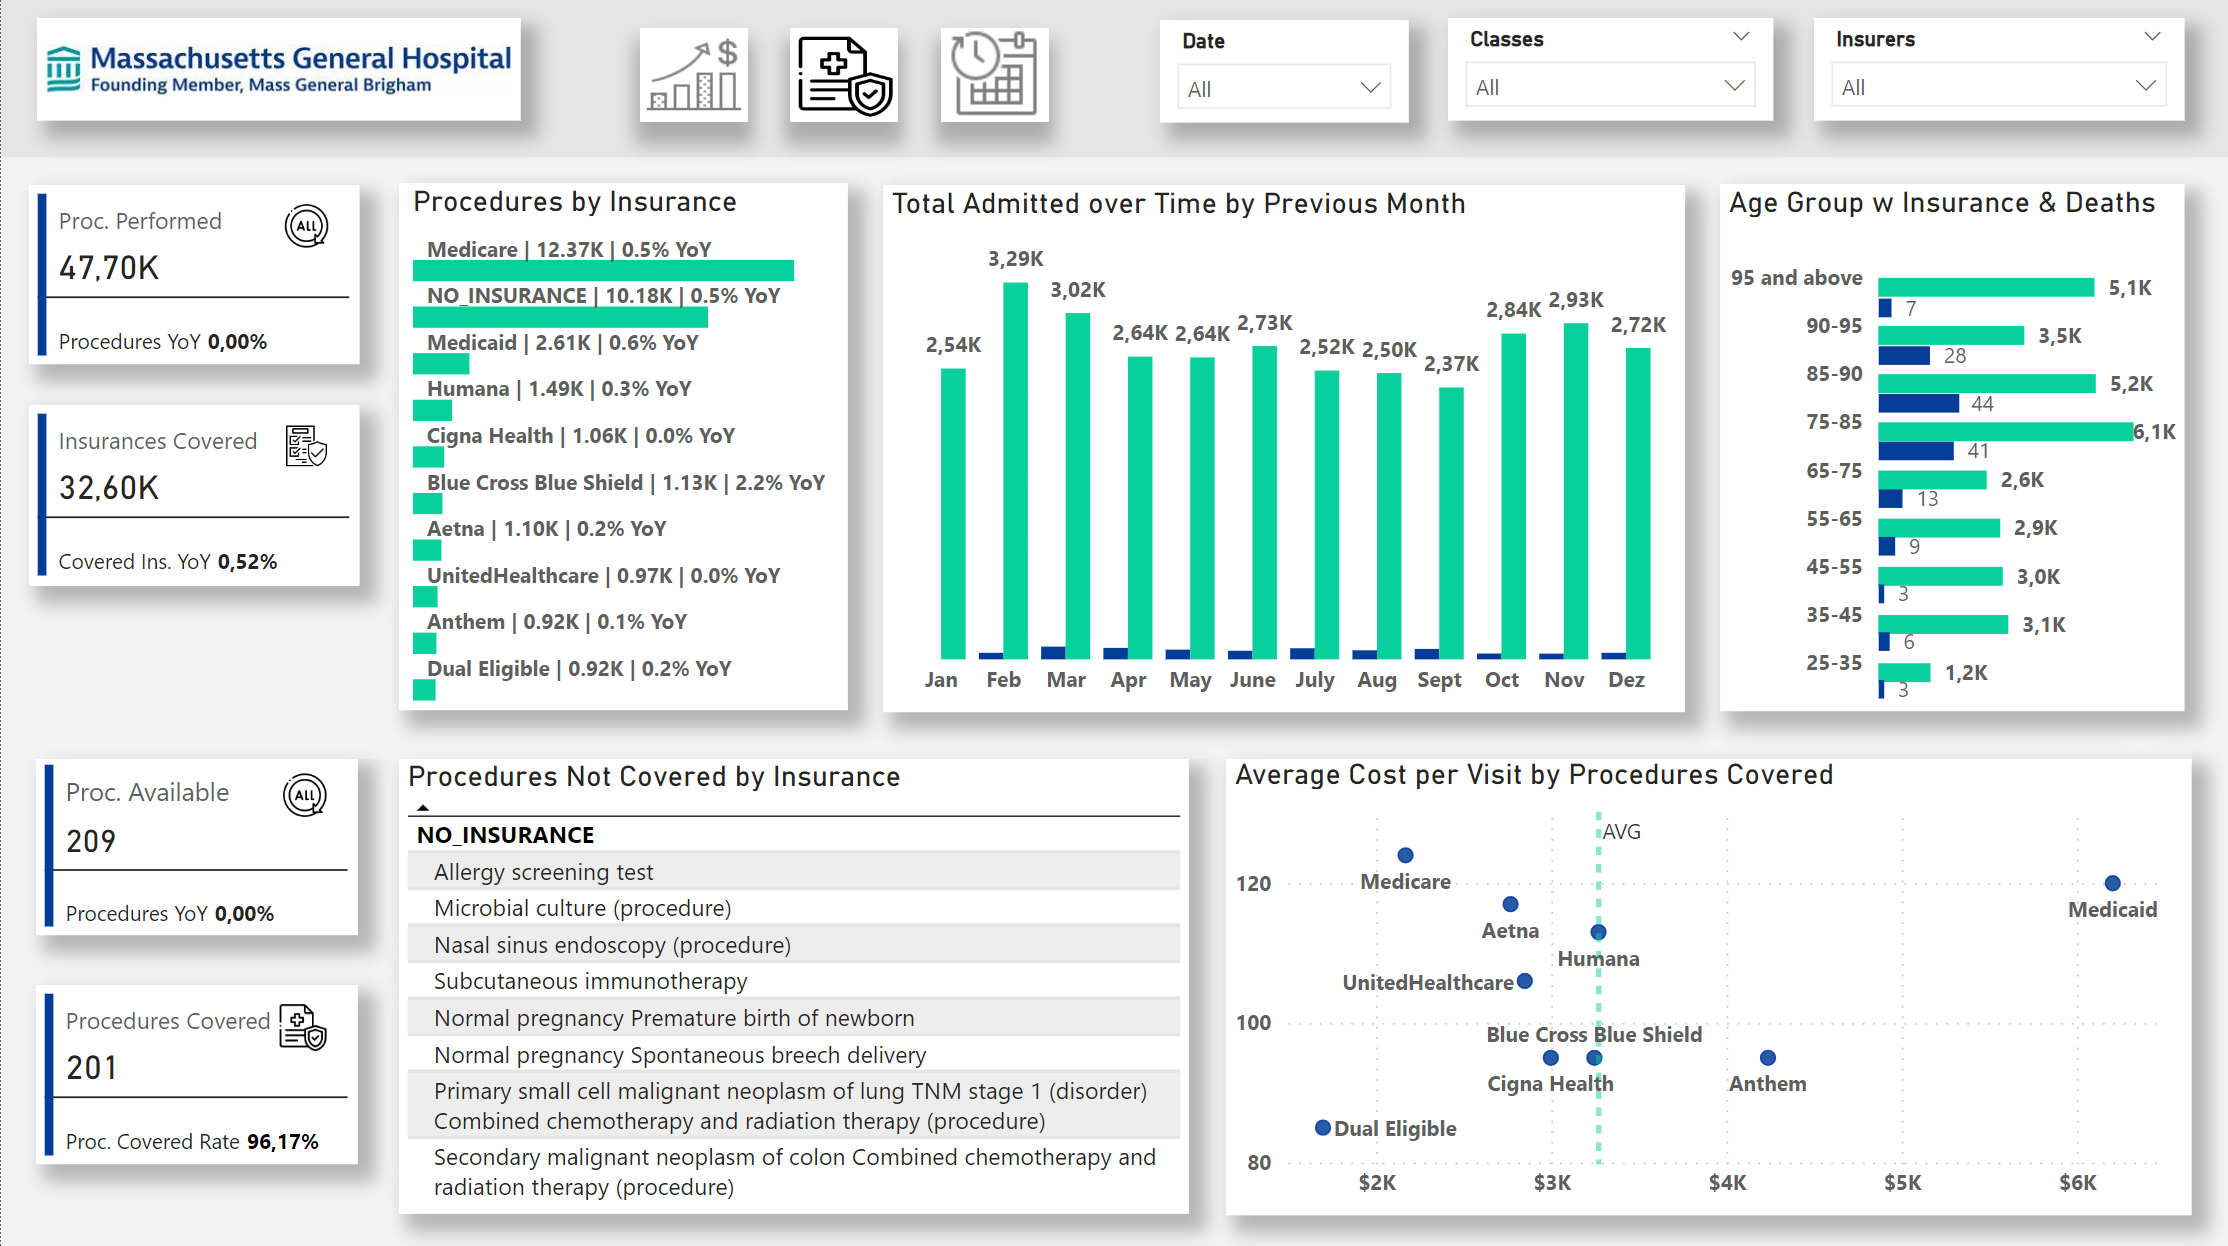 Massachusetts General Hospital
Founding Member, Mass General Brigham
$
Date
All
Classes
All
Insurers
All
Proc. Performed
ALL
47,70K
Procedures YoY 0,00%
Insurances Covered
32,60K
Covered Ins. YoY 0,52%
Procedures by Insurance
Medicare | 12.37K | 0.5% YoY
NO_INSURANCE | 10.18K | 0.5% YoY
Medicaid | 2.61K | 0.6% YoY
Humana | 1.49K | 0.3% YoY
Cigna Health | 1.06K | 0.0% YoY
Blue Cross Blue Shield | 1.13K | 2.2% YoY
Aetna | 1.10K | 0.2% YoY
UnitedHealthcare | 0.97K | 0.0% YoY
Anthem | 0.92K | 0.1% YoY
Dual Eligible | 0.92K | 0.2% YoY
Total Admitted over Time by Previous Month
2,54K 3,29K 3,02K 2,64K 2,64K 2,73K 2,52K 2,50K 2,37K 2,84K 2,93K 2,72K
Jan Feb Mar Apr May June July Aug Sept Oct Nov Dez
Age Group w Insurance & Deaths
95 and above 5,1K
7
90-95 3,5K
28
85-90 5,2K
44
75-85 6,1K
41
65-75 2,6K
13
55-65 2,9K
9
45-55 3,0K
3
35-45 3,1K
6
25-35 1,2K
3
Proc. Available
ALL
209
Procedures YoY 0,00%
Procedures Covered
201
Proc. Covered Rate 96,17%
Procedures Not Covered by Insurance
NO_INSURANCE
Allergy screening test
Microbial culture (procedure)
Nasal sinus endoscopy (procedure)
Subcutaneous immunotherapy
Normal pregnancy Premature birth of newborn
Normal pregnancy Spontaneous breech delivery
Primary small cell malignant neoplasm of lung TNM stage 1 (disorder)
Combined chemotherapy and radiation therapy (procedure)
Secondary malignant neoplasm of colon Combined chemotherapy and
radiation therapy (procedure)
Average Cost per Visit by Procedures Covered
AVG
120
Medicare
Medicaid
Aetna
Humana
UnitedHealthcare
100
Blue Cross Blue Shield
Cigna Health
Anthem
Dual Eligible
80
$2K $3K $4K $5K $6K